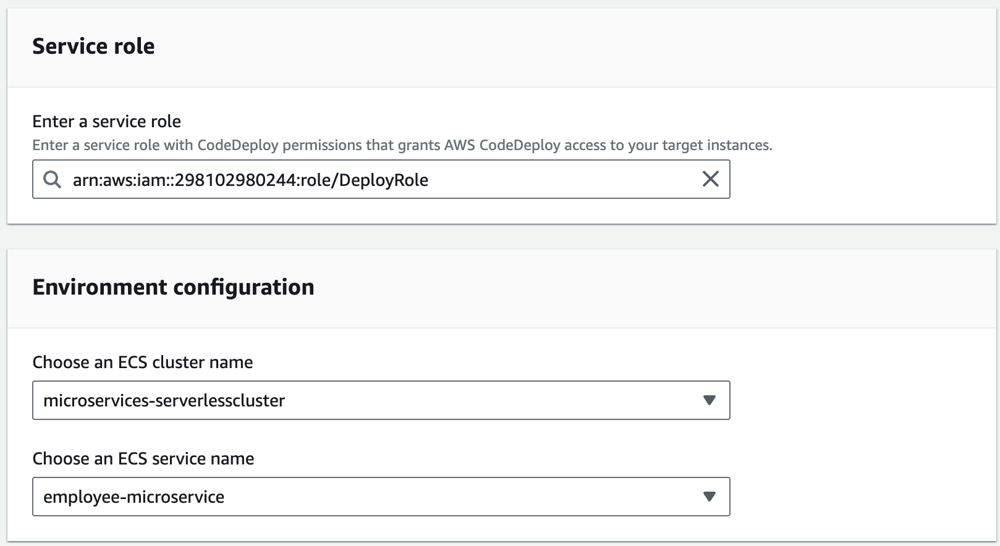 Service role
Enter a service role
Enter a service role with CodeDeploy permissions that grants AWS CodeDeploy access to your target instances.
arn:aws:iam::298102980244:role/DeployRole
Environment configuration
Choose an ECS cluster name
microservices-serverlesscluster
Choose an ECS service name
employee-microservice